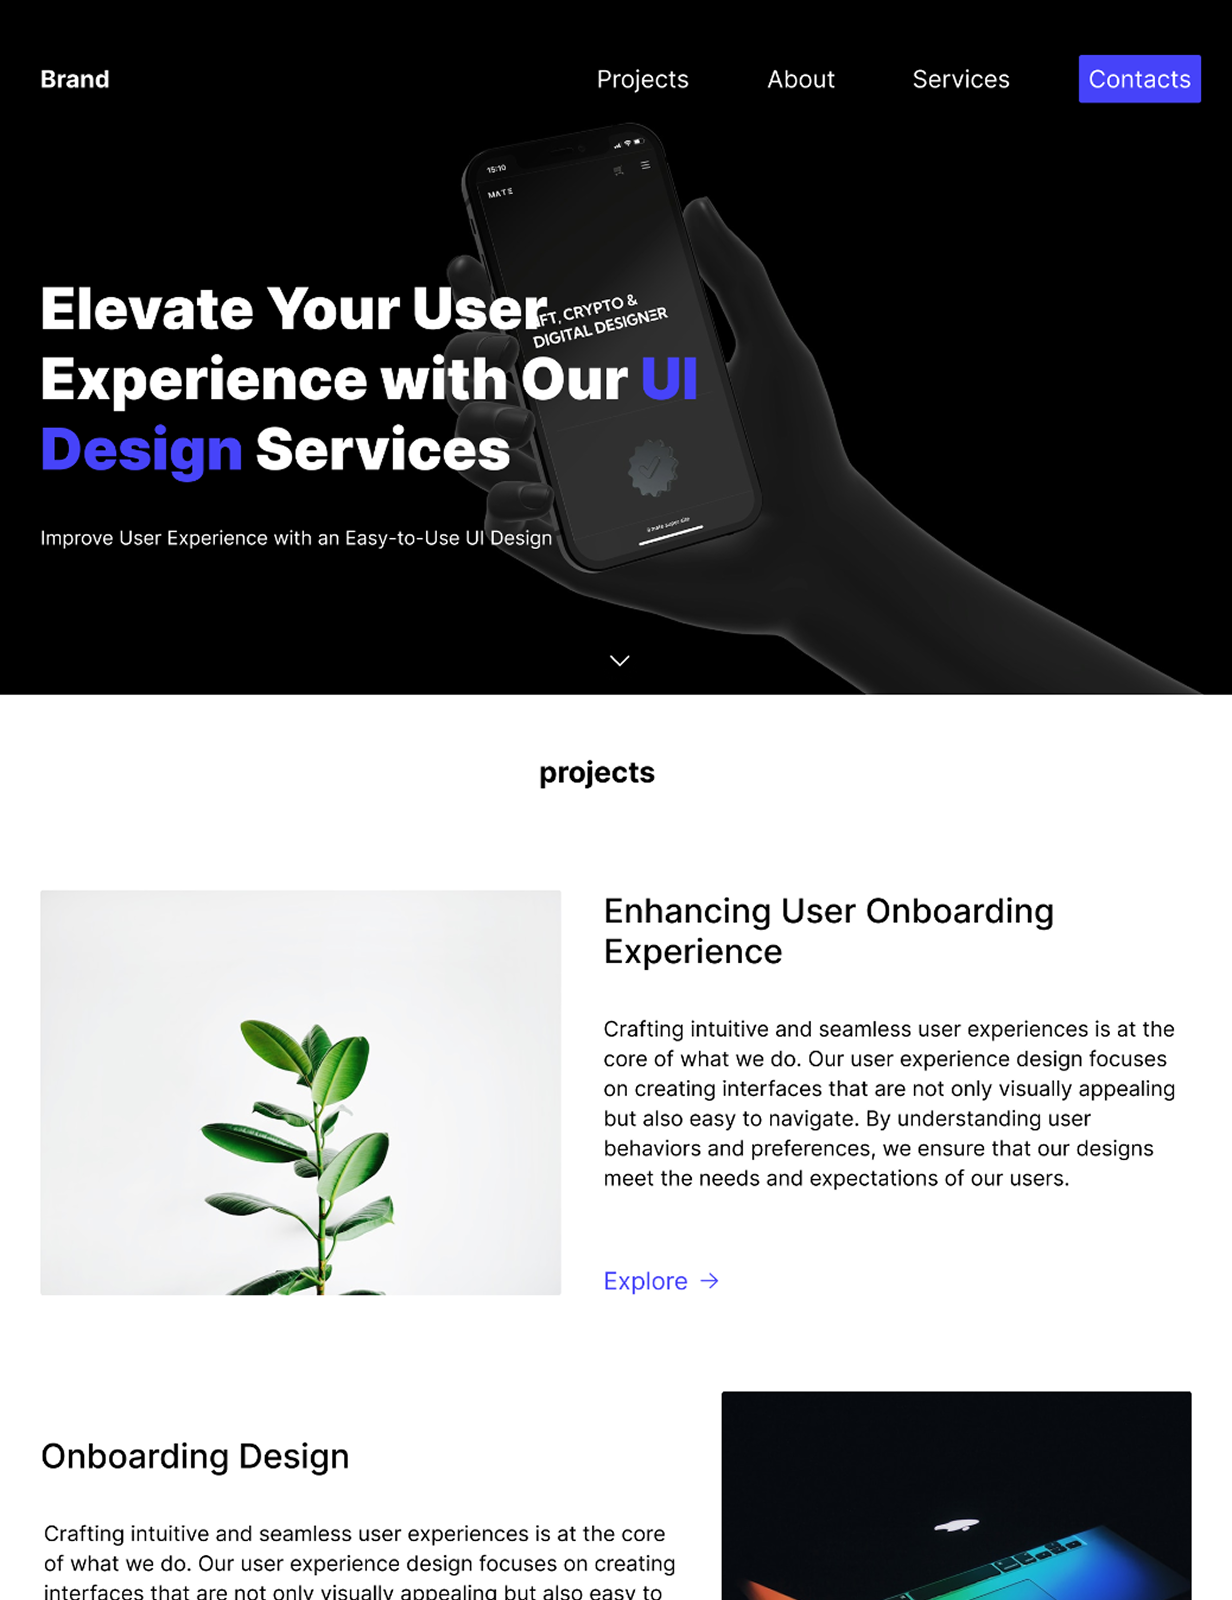 Brand
Projects
About
Services
Contacts
15:10
MATE
CRYPTO &
DIGITAL DESIGNER
Elevate Your User
Experience with Our UI
Design Services
Improve User Experience with an Easy-to-Use UI Design
projects
Enhancing User Onboarding
Experience
Crafting intuitive and seamless user experiences is at the
core of what we do. Our user experience design focuses
on creating interfaces that are not only visually appealing
but also easy to navigate. By understanding user
behaviors and preferences, we ensure that our designs
meet the needs and expectations of our users.
Explore →
Onboarding Design
Crafting intuitive and seamless user experiences is at the core
of what we do. Our user experience design focuses on creating
interfaces that are not only visually appealing but also easy to